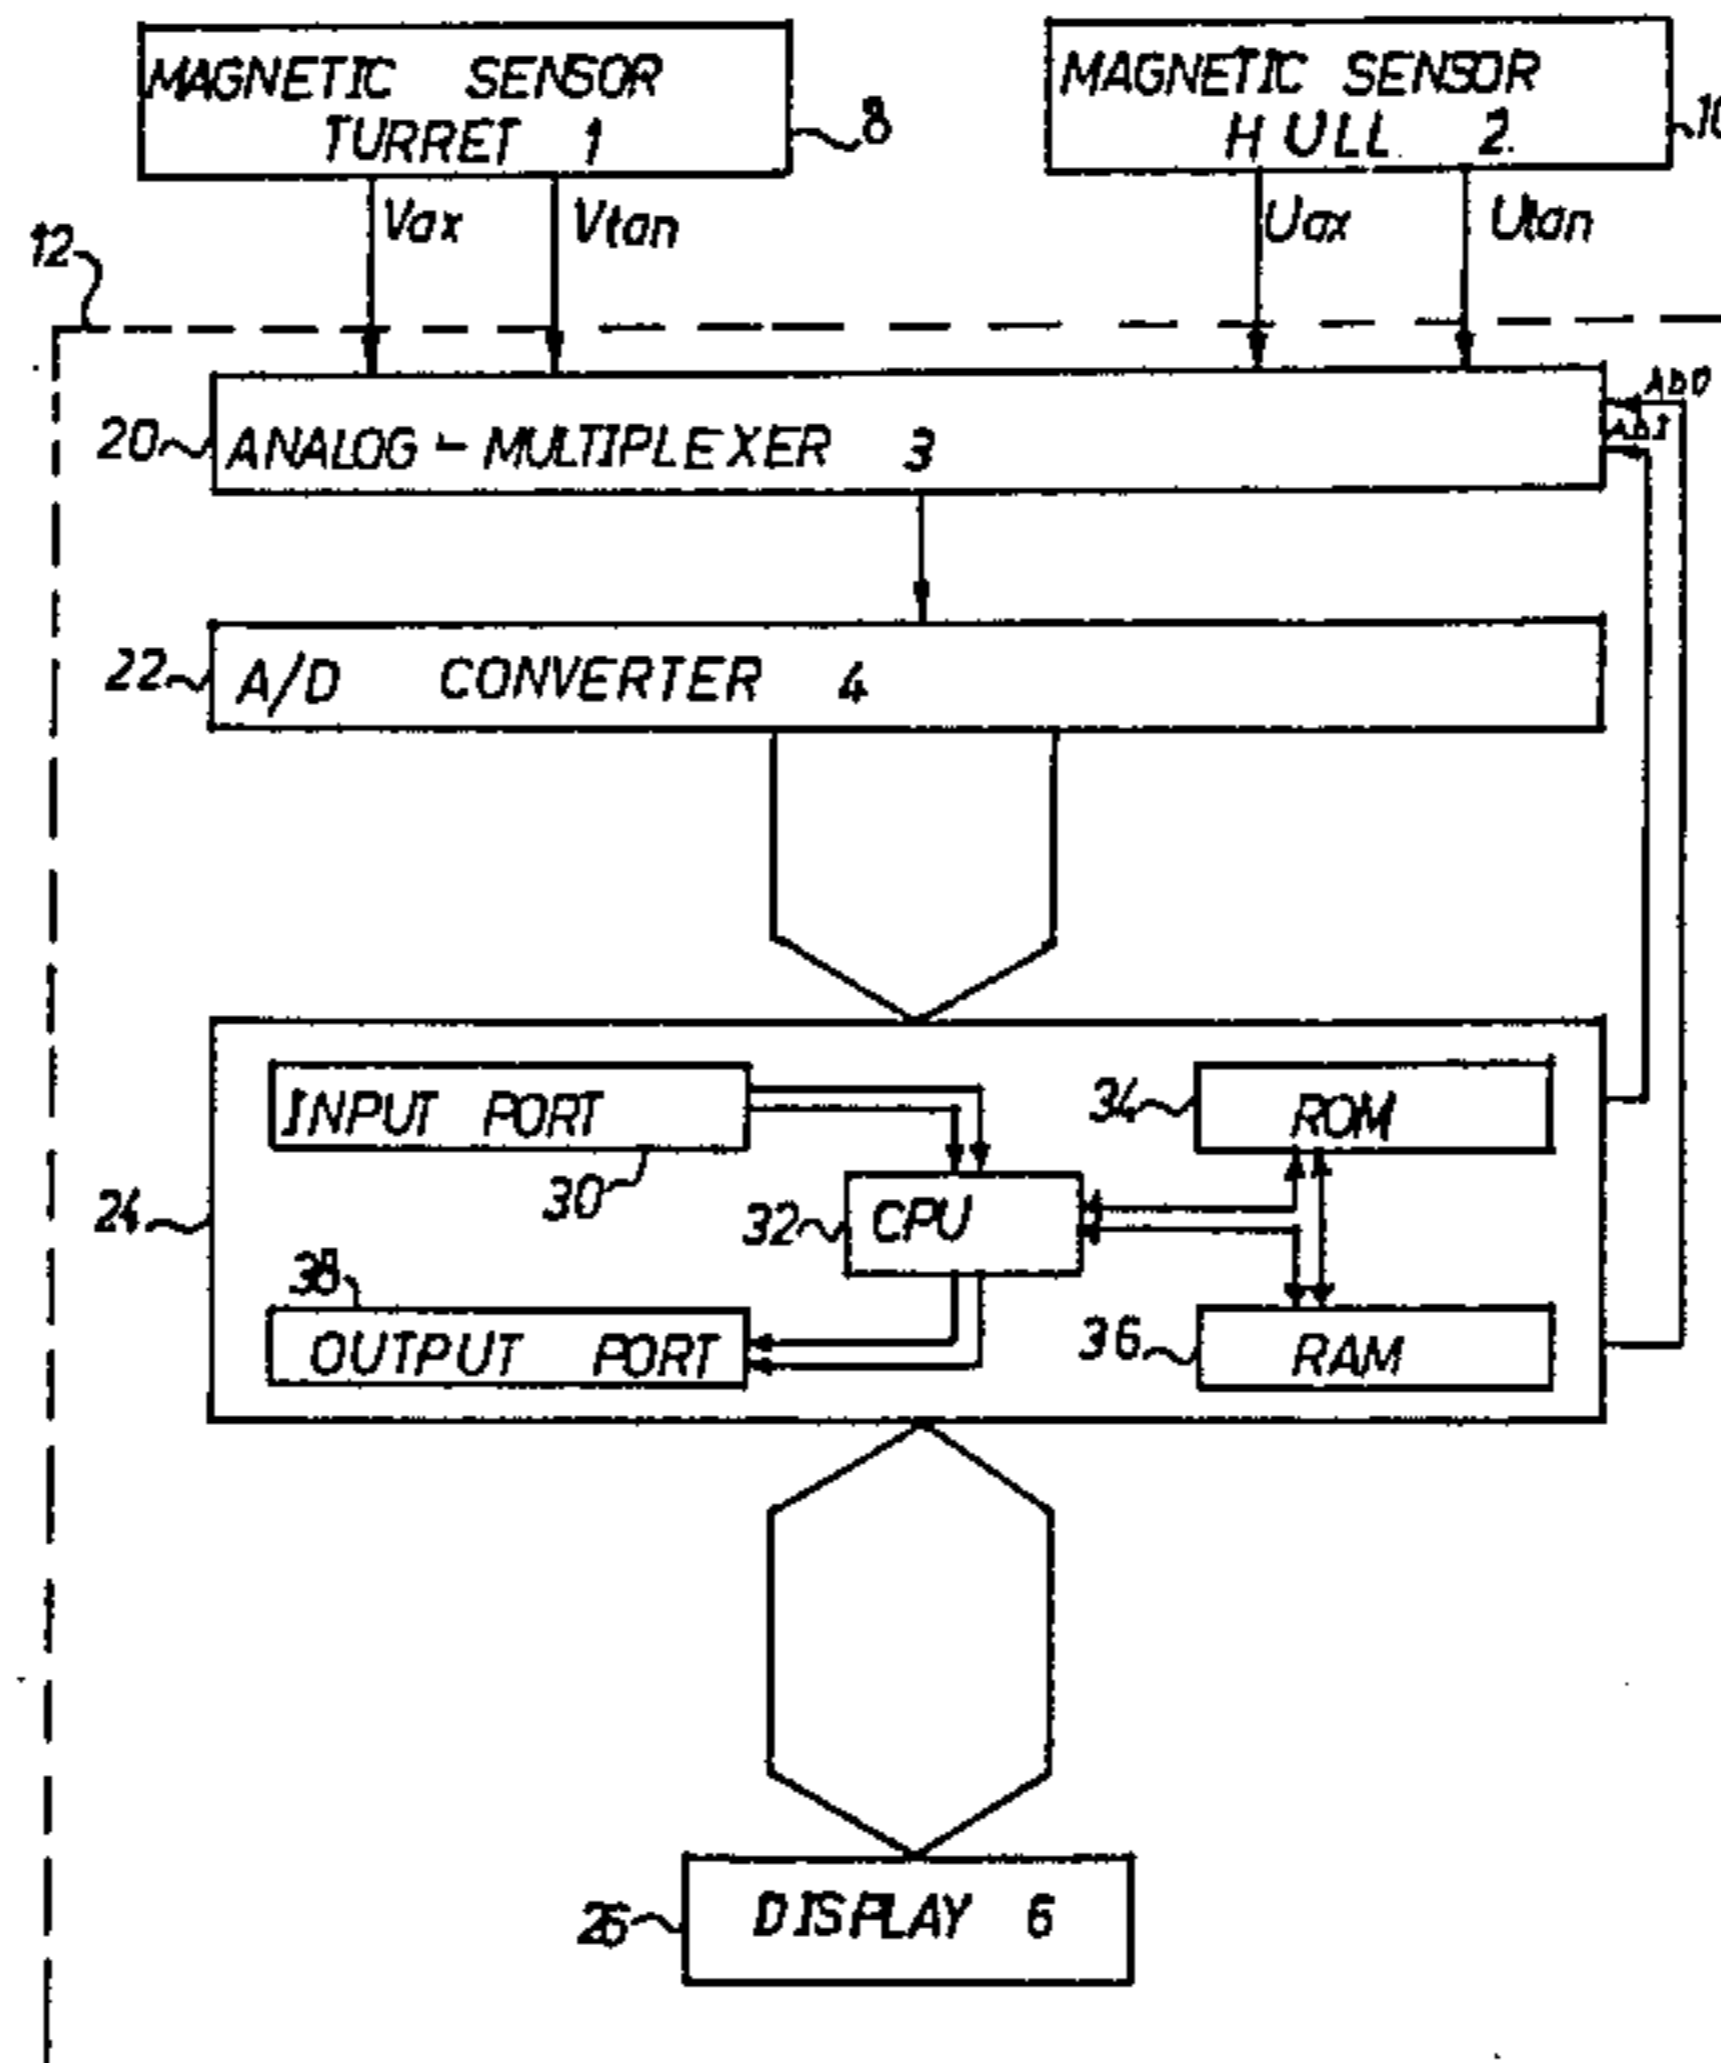 MAGNETIC SENSOR
TURRET 1
8
MAGNETIC SENSOR
HULL 2
10
Vax
Vtan
Uax
Utan
12
20
ANALOG-MULTIPLEXER 3
22
A/D CONVERTER 4
INPUT PORT
30
34
ROM
24
32
CPU
38
OUTPUT PORT
36
RAM
26
DISPLAY 6